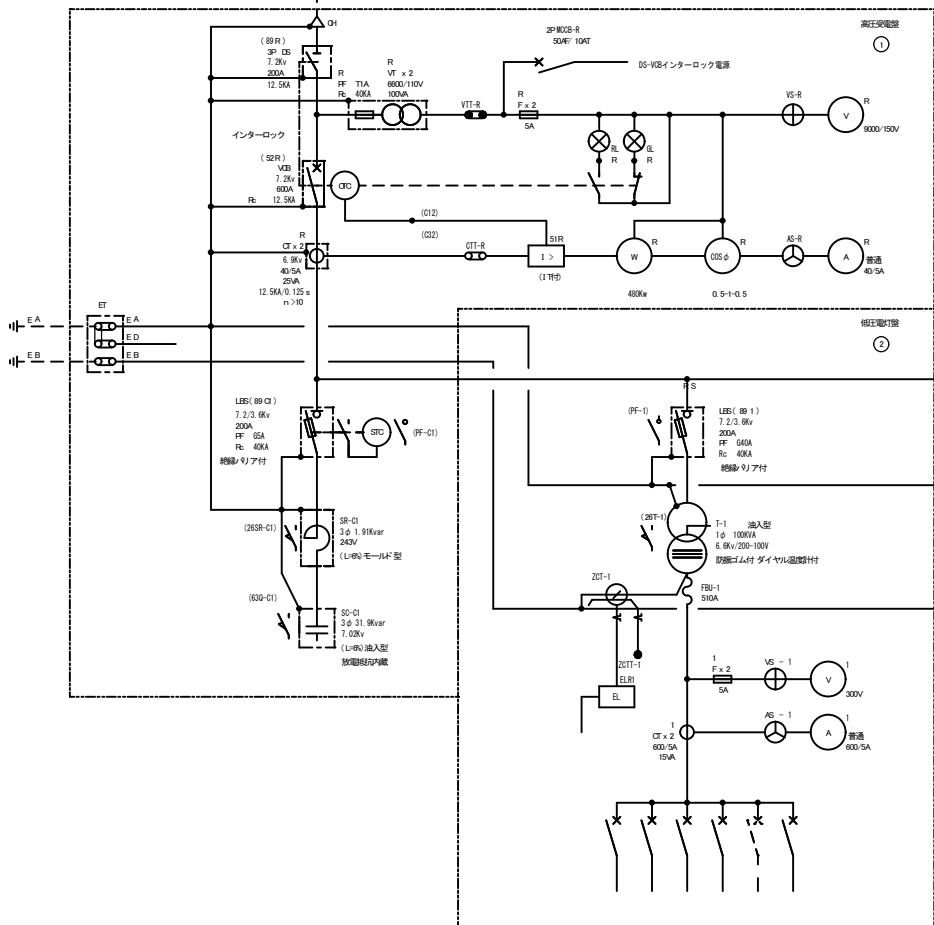 CH
(89R)
3P DS
7.2Kv
200A
12.5KA
R
PF T1A
Rc 40KA
R
VT x 2
6600/110V
100VA
VTT-R
2P MCCB-R
50AF/ 10AT
DS-VCBインターロック電源
R
F x 2
5A
RL
R
GL
R
VS-R
V
R
9000/150V
高圧受電盤
1
インターロック
(52R)
VCB
7.2Kv
600A
Rc 12.5KA
OTC
(C12)
(C32)
R
CT x 2
6.9Kv
40/5A
25VA
12.5KA/0.125s
n >10
CTT-R
51R
I >
(IT付)
W
R
480Kw
COSφ
R
0.5-1-0.5
AS-R
A
R
普通
40/5A
ET
EA
EA
ED
EB
EB
低圧電灯盤
2
RS
LBS(89C1)
7.2/3.6Kv
200A
PF G5A
Rc 40KA
絶縁バリア付
STC
(PF-C1)
(PF-1)
LBS(891)
7.2/3.6Kv
200A
PF G40A
Rc 40KA
絶縁バリア付
(26SR-C1)
SR-C1
3φ 1.91Kvar
243V
(L=6%)モールド型
(26T-1)
T-1 油入型
1φ 100KVA
6.6Kv/200-100V
防振ゴム付 ダイヤル温度計付
(63Q-C1)
SC-C1
3φ 31.9Kvar
7.02Kv
(L=6%)油入型
放電抵抗内蔵
ZCT-1
FBU-1
510A
ZCTT-1
ELR1
EL
1
F x 2
5A
VS - 1
V
1
300V
1
CT x 2
600/5A
15VA
AS - 1
A
1
普通
600/5A